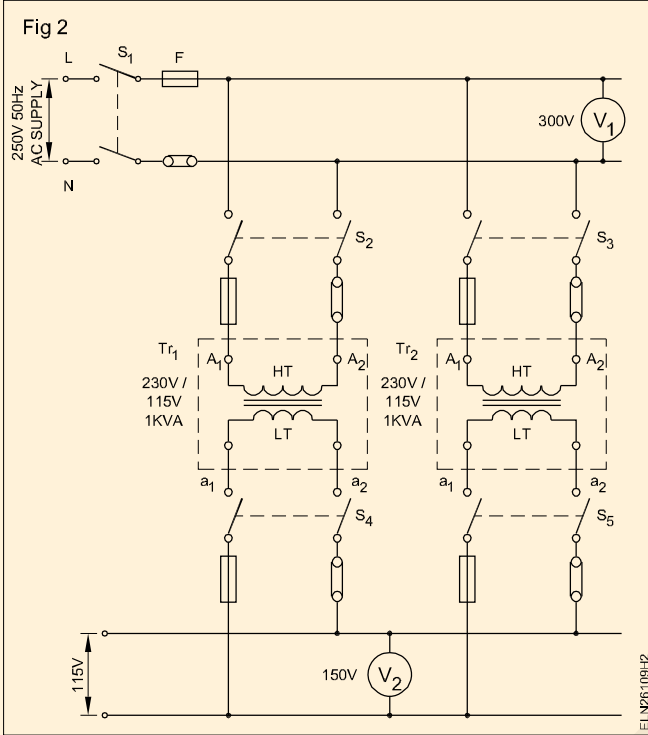 Fig 2
L
S1
F
250V 50Hz
AC SUPPLY
N
300V
V1
S2
S3
Tr1
230V /
115V
1KVA
A1
A2
HT
LT
Tr2
230V /
115V
1KVA
A1
A2
HT
LT
a1
a2
S4
a1
a2
S5
115V
150V
V2
ELN26109H2